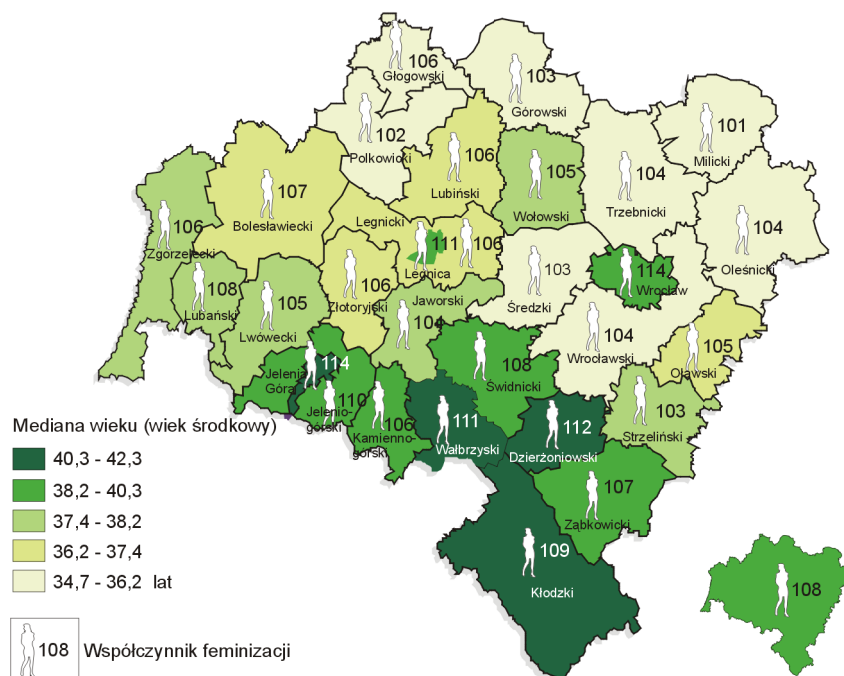 106
Głogowski
103
Górowski
101
Milicki
102
Polkowicki
106
Lubiński
105
Wołowski
104
Trzebnicki
107
Bolesławiecki
Legnicki
106
Zgorzelecki
104
Oleśnicki
111
106
Legnica
108
Lubański
106
Złotoryjski
103
Średzki
114
Wrocław
105
Lwówecki
Jaworski
104
104
Wrocławski
105
Oławski
114
Jelenia
Góra
108
Świdnicki
110
Jelenio-
górski
106
Kamienno-
górski
111
Wałbrzyski
112
Dzierżoniowski
103
Strzeliński
107
Ząbkowicki
109
Kłodzki
Mediana wieku (wiek środkowy)
40,3 - 42,3
38,2 - 40,3
37,4 - 38,2
36,2 - 37,4
34,7 - 36,2 lat
108
108 Współczynnik feminizacji